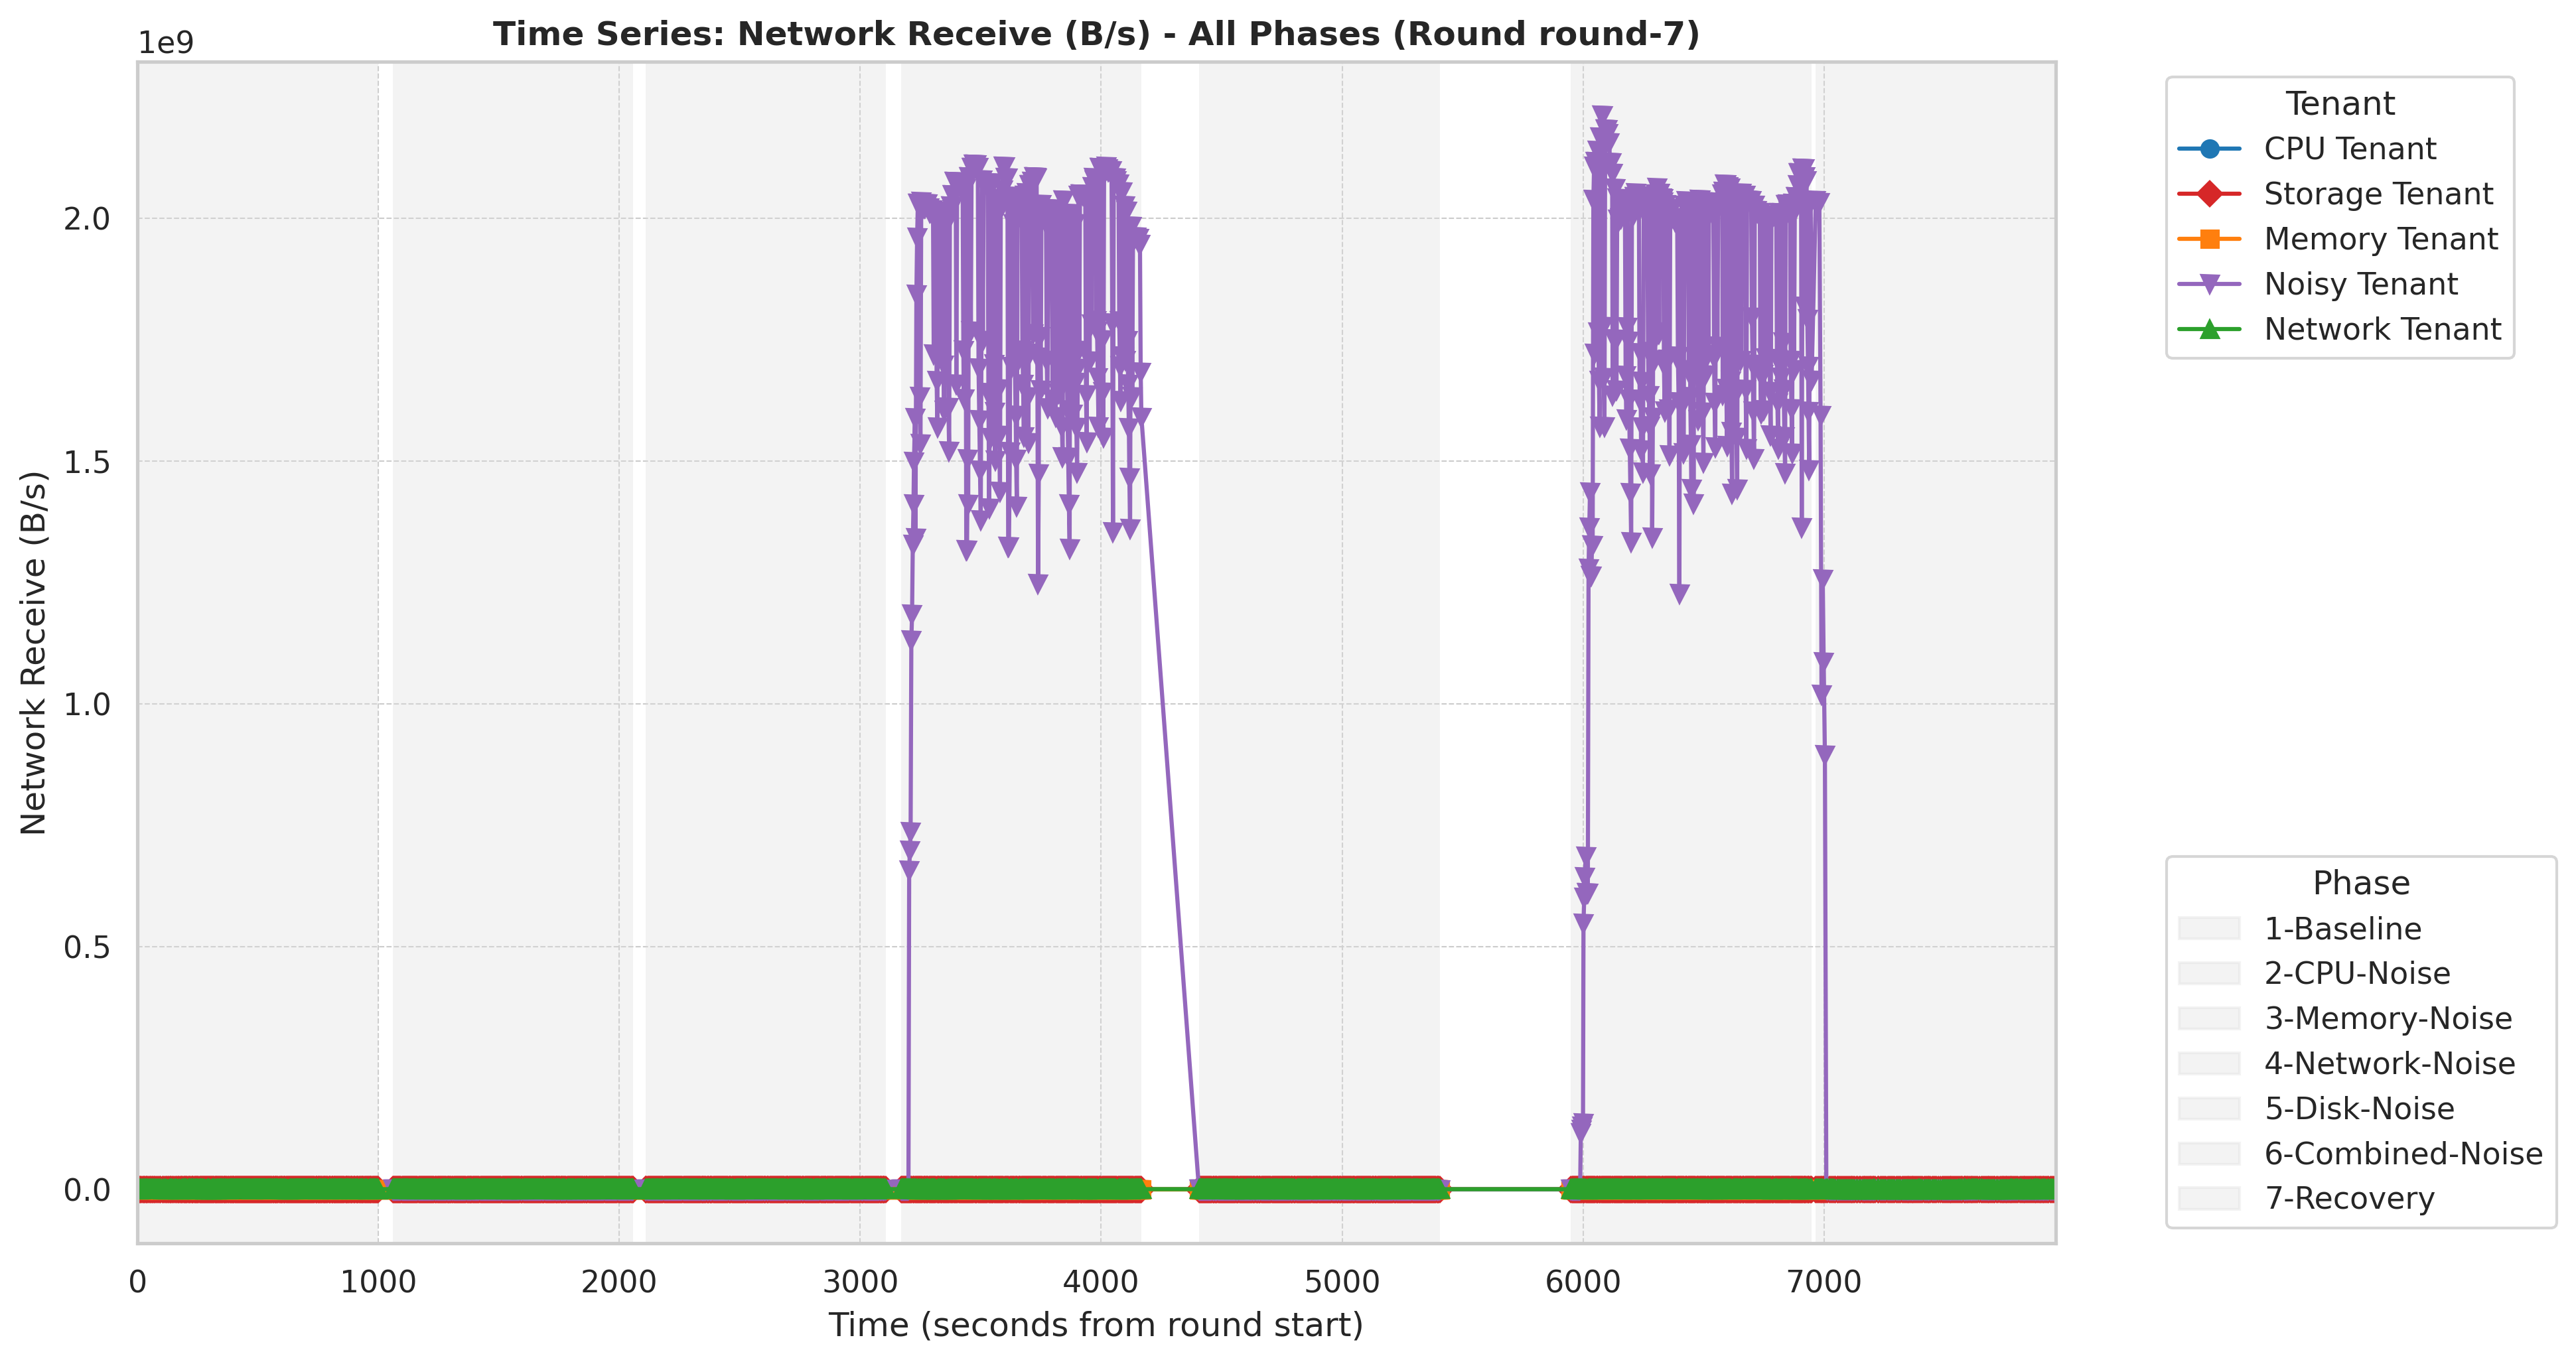 Time Series: Network Receive (B/s) - All Phases (Round round-7)
1e9
Network Receive (B/s)
2.0
1.5
1.0
0.5
0.0
0 1000 2000 3000 4000 5000 6000 7000
Time (seconds from round start)
Tenant
CPU Tenant
Storage Tenant
Memory Tenant
Noisy Tenant
Network Tenant
Phase
1-Baseline
2-CPU-Noise
3-Memory-Noise
4-Network-Noise
5-Disk-Noise
6-Combined-Noise
7-Recovery